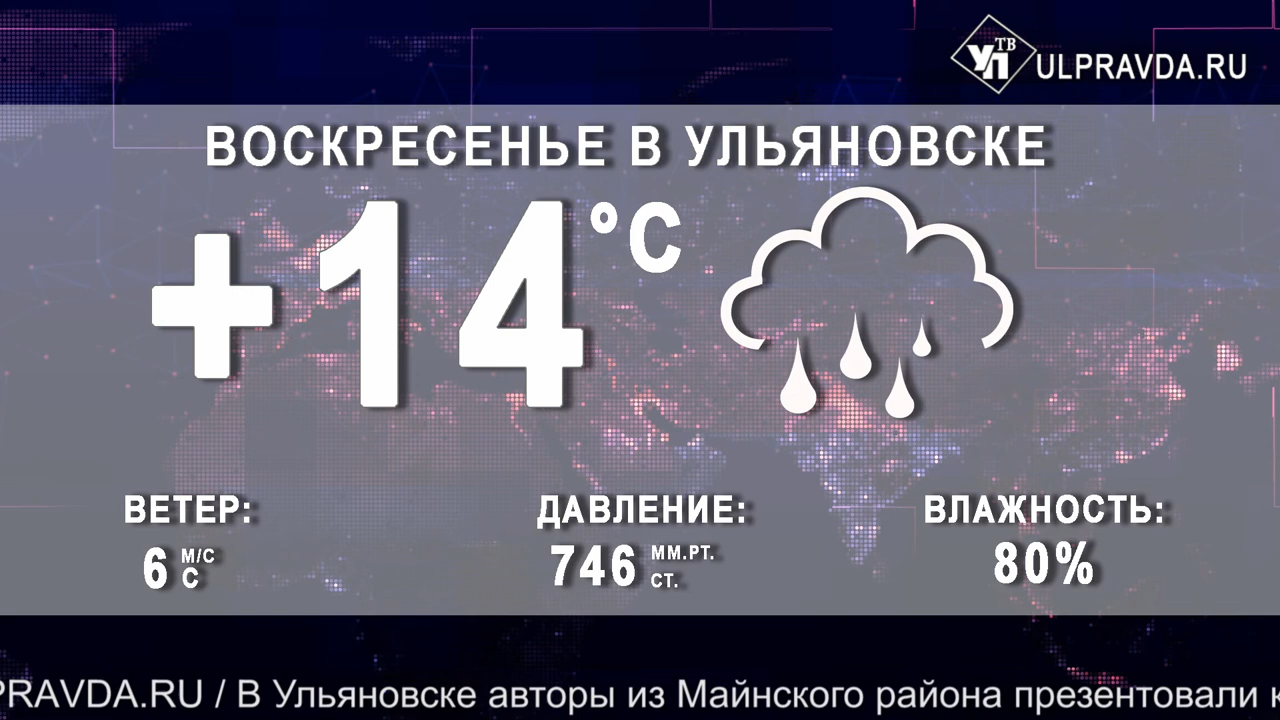 УП ТВ ULPRAVDA.RU
ВОСКРЕСЕНЬЕ В УЛЬЯНОВСКЕ
+14 °C
ВЕТЕР: ДАВЛЕНИЕ: ВЛАЖНОСТЬ:
6 М/С С 746 ММ.РТ. СТ. 80%
PRAVDA.RU / В Ульяновске авторы из Майнского района презентовали к